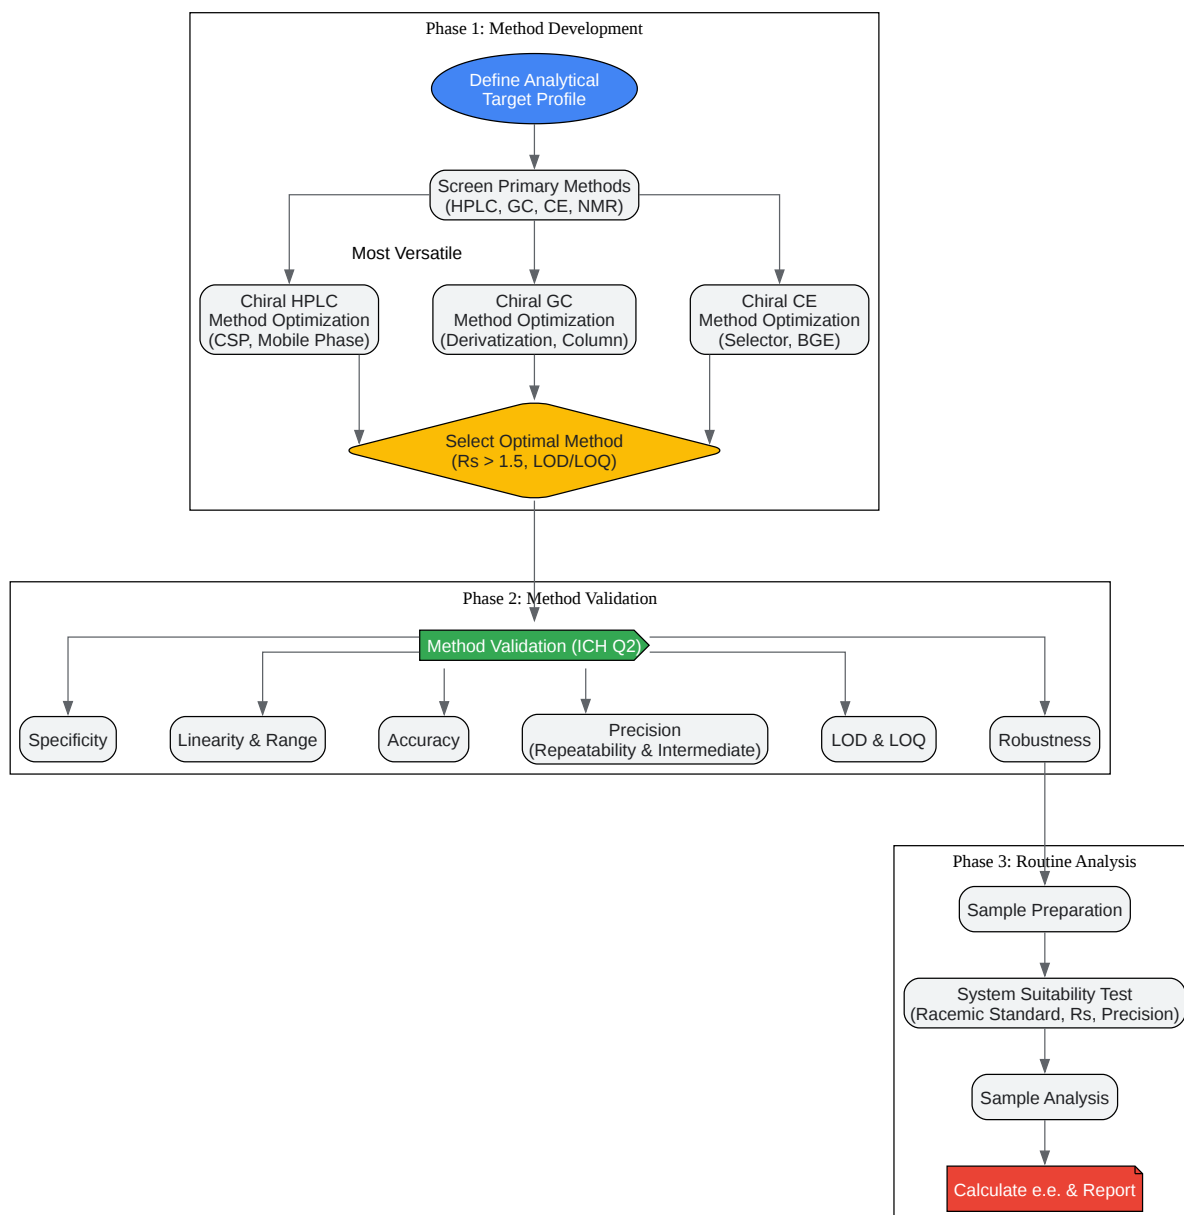 Phase 1: Method Development
Define Analytical
Target Profile
Screen Primary Methods
(HPLC, GC, CE, NMR)
Most Versatile
Chiral HPLC
Method Optimization
(CSP, Mobile Phase)
Chiral GC
Method Optimization
(Derivatization, Column)
Chiral CE
Method Optimization
(Selector, BGE)
Select Optimal Method
(Rs > 1.5, LOD/LOQ)
Phase 2: Method Validation
Method Validation (ICH Q2)
Specificity
Linearity & Range
Accuracy
Precision
(Repeatability & Intermediate)
LOD & LOQ
Robustness
Phase 3: Routine Analysis
Sample Preparation
System Suitability Test
(Racemic Standard, Rs, Precision)
Sample Analysis
Calculate e.e. & Report